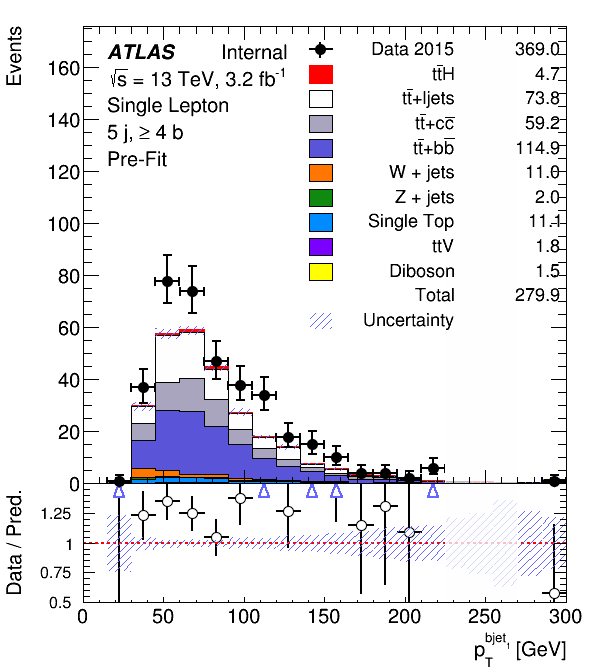 Events
ATLAS Internal
√s = 13 TeV, 3.2 fb⁻¹
Single Lepton
5 j, ≥ 4 b
Pre-Fit
Data 2015 369.0
tt̄H 4.7
tt̄+ljets 73.8
tt̄+cc̄ 59.2
tt̄+bb̄ 114.9
W + jets 11.0
Z + jets 2.0
Single Top 11.1
ttV 1.8
Diboson 1.5
Total 279.9
Uncertainty
160
140
120
100
80
60
40
20
0
Data / Pred.
1.25
1
0.75
0.5
0 50 100 150 200 250 300
p_T^bjet, [GeV]